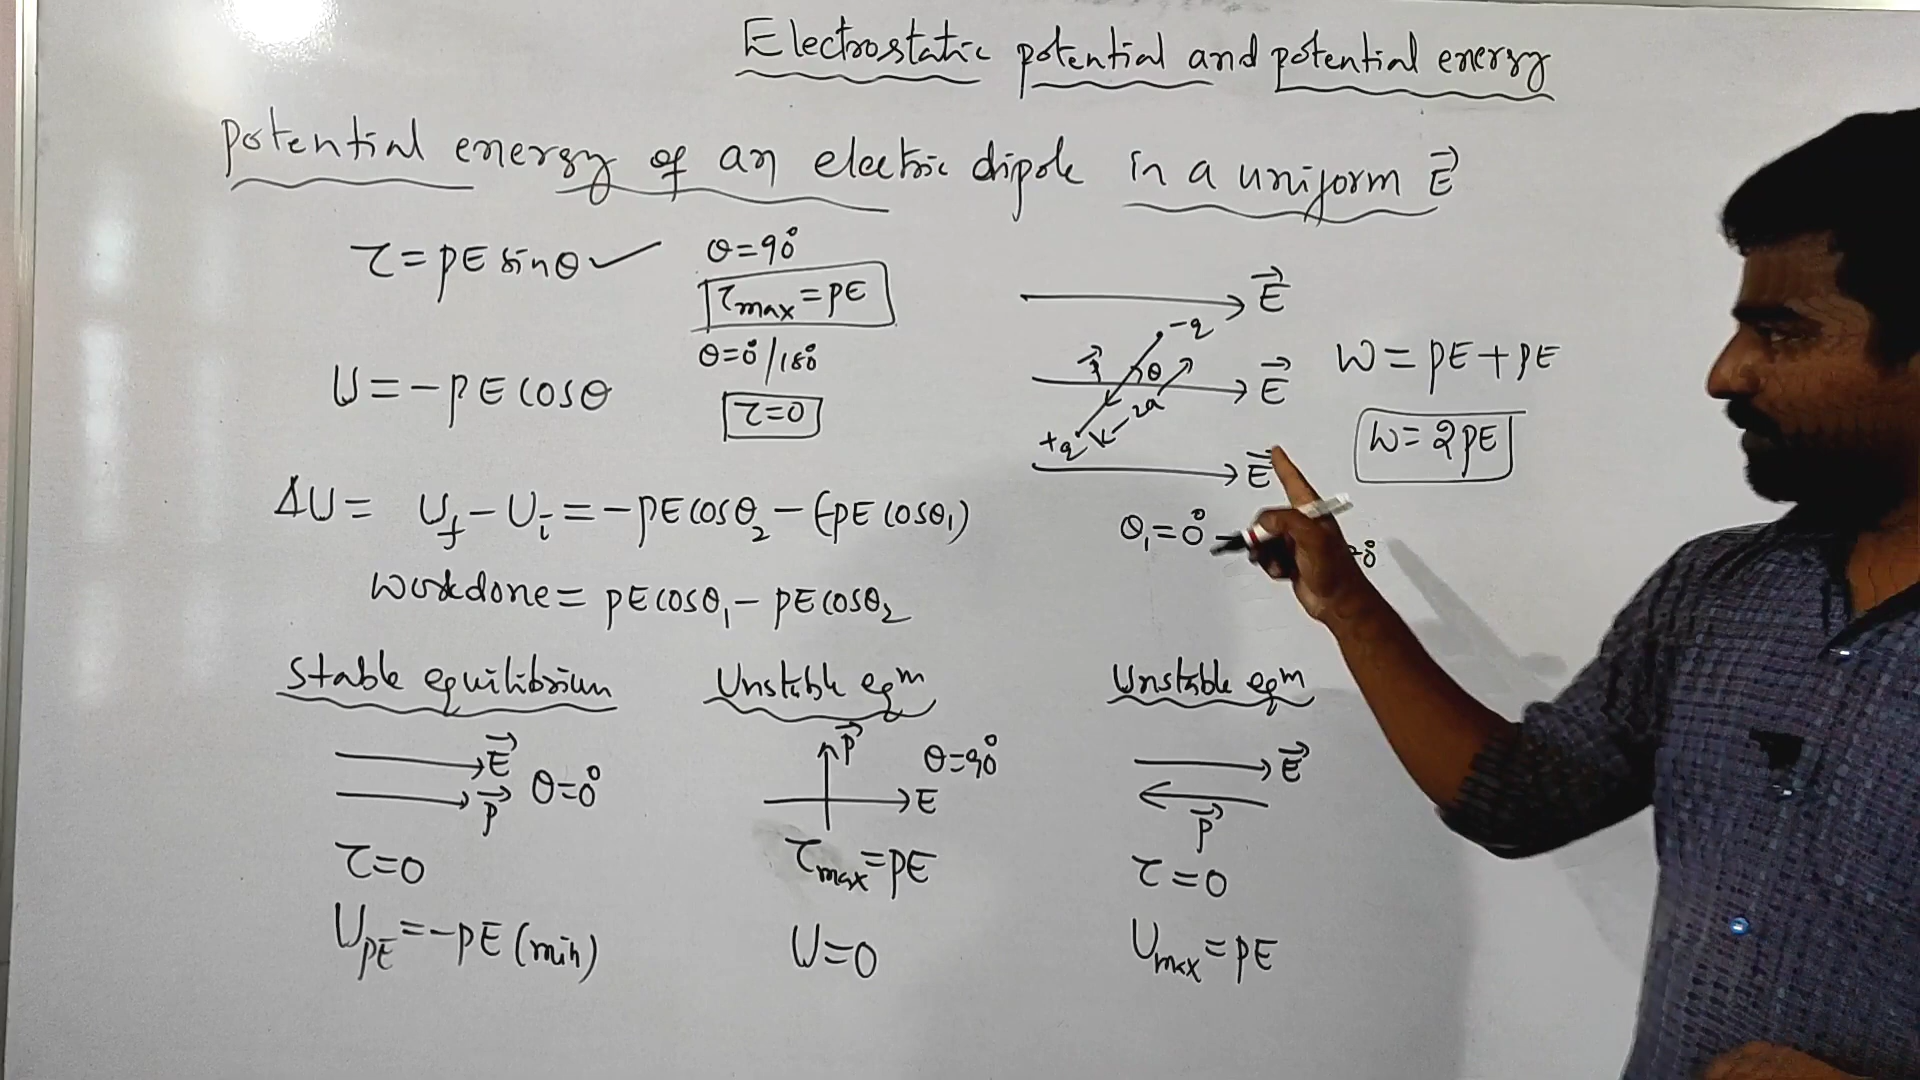 Electrostatic potential and potential energy
Potential energy of an electric dipole in a uniform E⃗
τ = pE sinθ ✓
θ = 90°
τmax = pE
θ = 0°/180°
τ = 0
U = -pE cosθ
E⃗
-q
θ
E⃗
2a
+q
E⃗
W = pE + pE
W = 2pE
ΔU = Uf - Ui = -pE cosθ₂ - (-pE cosθ₁)
θ₁ = 0°
workdone = pE cosθ₁ - pE cosθ₂
Stable equilibrium
E⃗
P⃗
θ = 0°
τ = 0
UPE = -pE (min)
Unstable eqm
P⃗
θ = 90°
E
τmax = pE
U = 0
Unstable eqm
E⃗
P⃗
τ = 0
Umax = pE